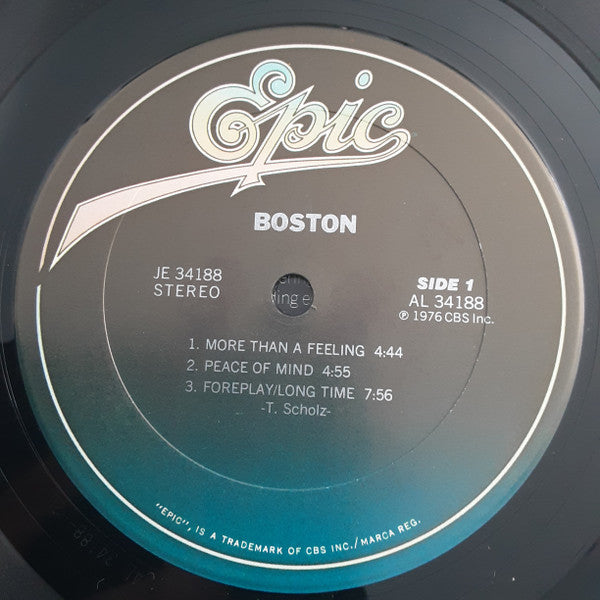 Epic
BOSTON
JE 34188
STEREO
SIDE 1
AL 34188
℗ 1976 CBS Inc.
1. MORE THAN A FEELING 4:44
2. PEACE OF MIND 4:55
3. FOREPLAY/LONG TIME 7:56
-T. Scholz-
"EPIC", IS A TRADEMARK OF CBS INC./MARCA REG.